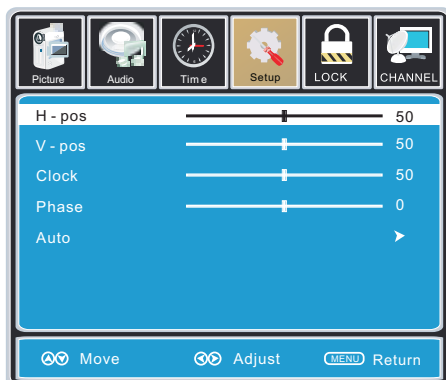 Picture Audio Time Setup LOCK CHANNEL
H - pos 50
V - pos 50
Clock 50
Phase 0
Auto
Move Adjust MENU Return